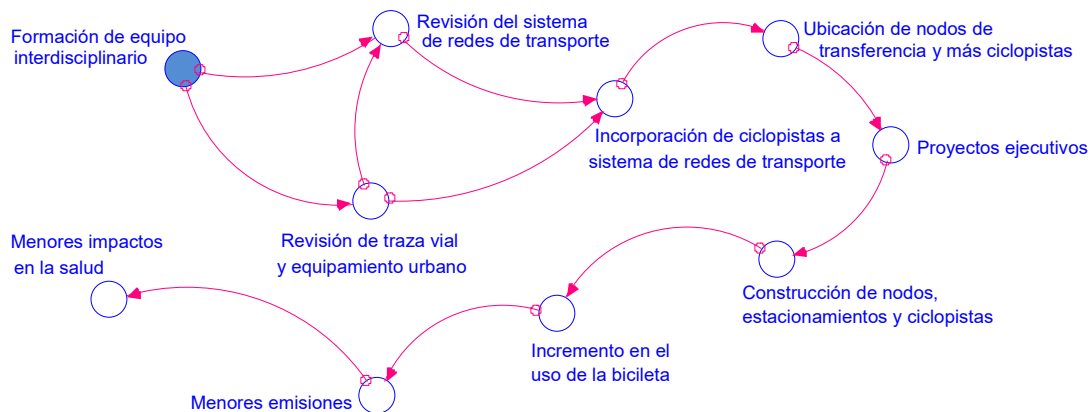 Formación de equipo
interdisciplinario
Revisión del sistema
de redes de transporte
Ubicación de nodos de
transferencia y más ciclopistas
Incorporación de ciclopistas a
sistema de redes de transporte
Proyectos ejecutivos
Revisión de traza vial
y equipamiento urbano
Menores impactos
en la salud
Construcción de nodos,
estacionamientos y ciclopistas
Incremento en el
uso de la bicileta
Menores emisiones